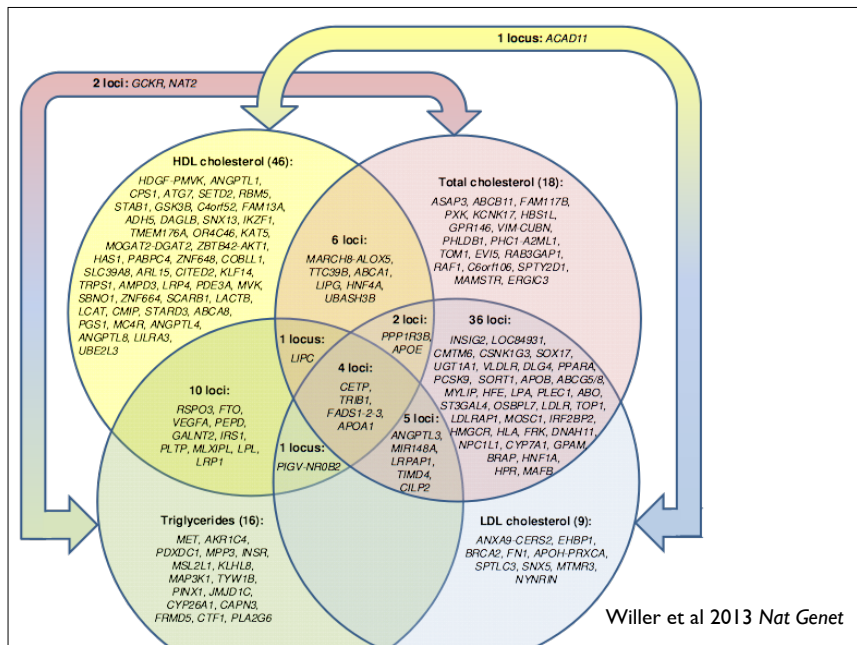 1 locus: ACAD11
2 loci: GCKR, NAT2
HDL cholesterol (46):
HDGF-PMVK, ANGPTL1,
CPS1, ATG7, SETD2, RBM5,
STAB1, GSK3B, C4orf52, FAM13A,
ADH5, DAGLB, SNX13, IKZF1,
TMEM176A, OR4C46, KAT5,
MOGAT2-DGAT2, ZBTB42-AKT1,
HAS1, PABPC4, ZNF648, COBLL1,
SLC39A8, ARL15, CITED2, KLF14,
TRPS1, AMPD3, LRP4, PDE3A, MVK,
SBNO1, ZNF664, SCARB1, LACTB,
LCAT, CMIP, STARD3, ABCA8,
PGS1, MC4R, ANGPTL4,
ANGPTL8, LILRA3,
UBE2L3
Total cholesterol (18):
ASAP3, ABCB11, FAM117B,
PXK, KCNK17, HBS1L,
GPR146, VIM-CUBN,
PHLDB1, PHC1-A2ML1,
TOM1, EVI5, RAB3GAP1,
RAF1, C6orf106, SPTY2D1,
MAMSTR, ERGIC3
6 loci:
MARCH8-ALOX5,
TTC39B, ABCA1,
LIPG, HNF4A,
UBASH3B
2 loci:
PPP1R3B,
APOE
36 loci:
INSIG2, LOC84931,
CMTM6, CSNK1G3, SOX17,
UGT1A1, VLDLR, DLG4, PPARA,
PCSK9, SORT1, APOB, ABCG5/8,
MYLIP, HFE, LPA, PLEC1, ABO,
ST3GAL4, OSBPL7, LDLR, TOP1,
LDLRAP1, MOSC1, IRF2BP2,
HMGCR, HLA, FRK, DNAH11,
NPC1L1, CYP7A1, GPAM,
BRAP, HNF1A,
HPR, MAFB
1 locus:
LIPC
4 loci:
CETP,
TRIB1,
FADS1-2-3,
APOA1
10 loci:
RSPO3, FTO,
VEGFA, PEPD,
GALNT2, IRS1,
PLTP, MLXIPL, LPL,
LRP1
5 loci:
ANGPTL3,
MIR148A,
LRPAP1,
TIMD4,
CILP2
1 locus:
PIGV-NR0B2
Triglycerides (16):
MET, AKR1C4,
PDXDC1, MPP3, INSR,
MSL2L1, KLHL8,
MAP3K1, TYW1B,
PINX1, JMJD1C,
CYP26A1, CAPN3,
FRMD5, CTF1, PLA2G6
LDL cholesterol (9):
ANXA9-CERS2, EHBP1,
BRCA2, FN1, APOH-PRXCA,
SPTLC3, SNX5, MTMR3,
NYNRIN
Willer et al 2013 Nat Genet